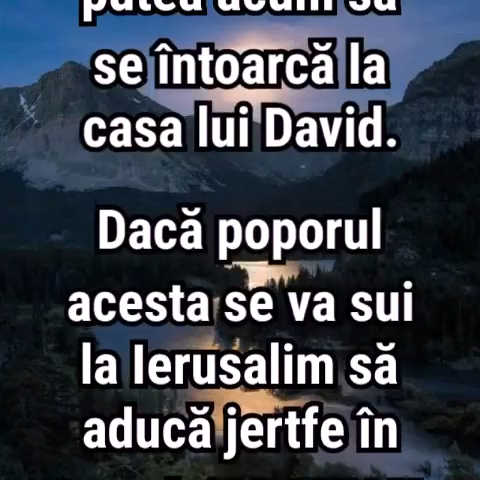 putea acum să
se întoarcă la
casa lui David.
Dacă poporul
acesta se va sui
la Ierusalim să
aducă jertfe în